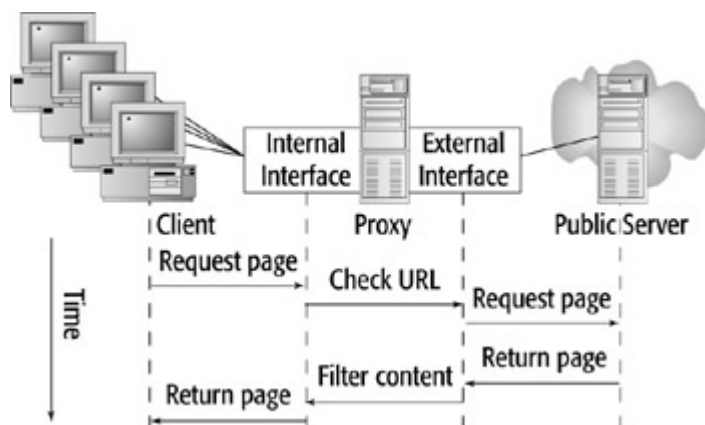 Internal
Interface
External
Interface
Client
Proxy
Public Server
Time
Request page
Check URL
Request page
Return page
Filter content
Return page